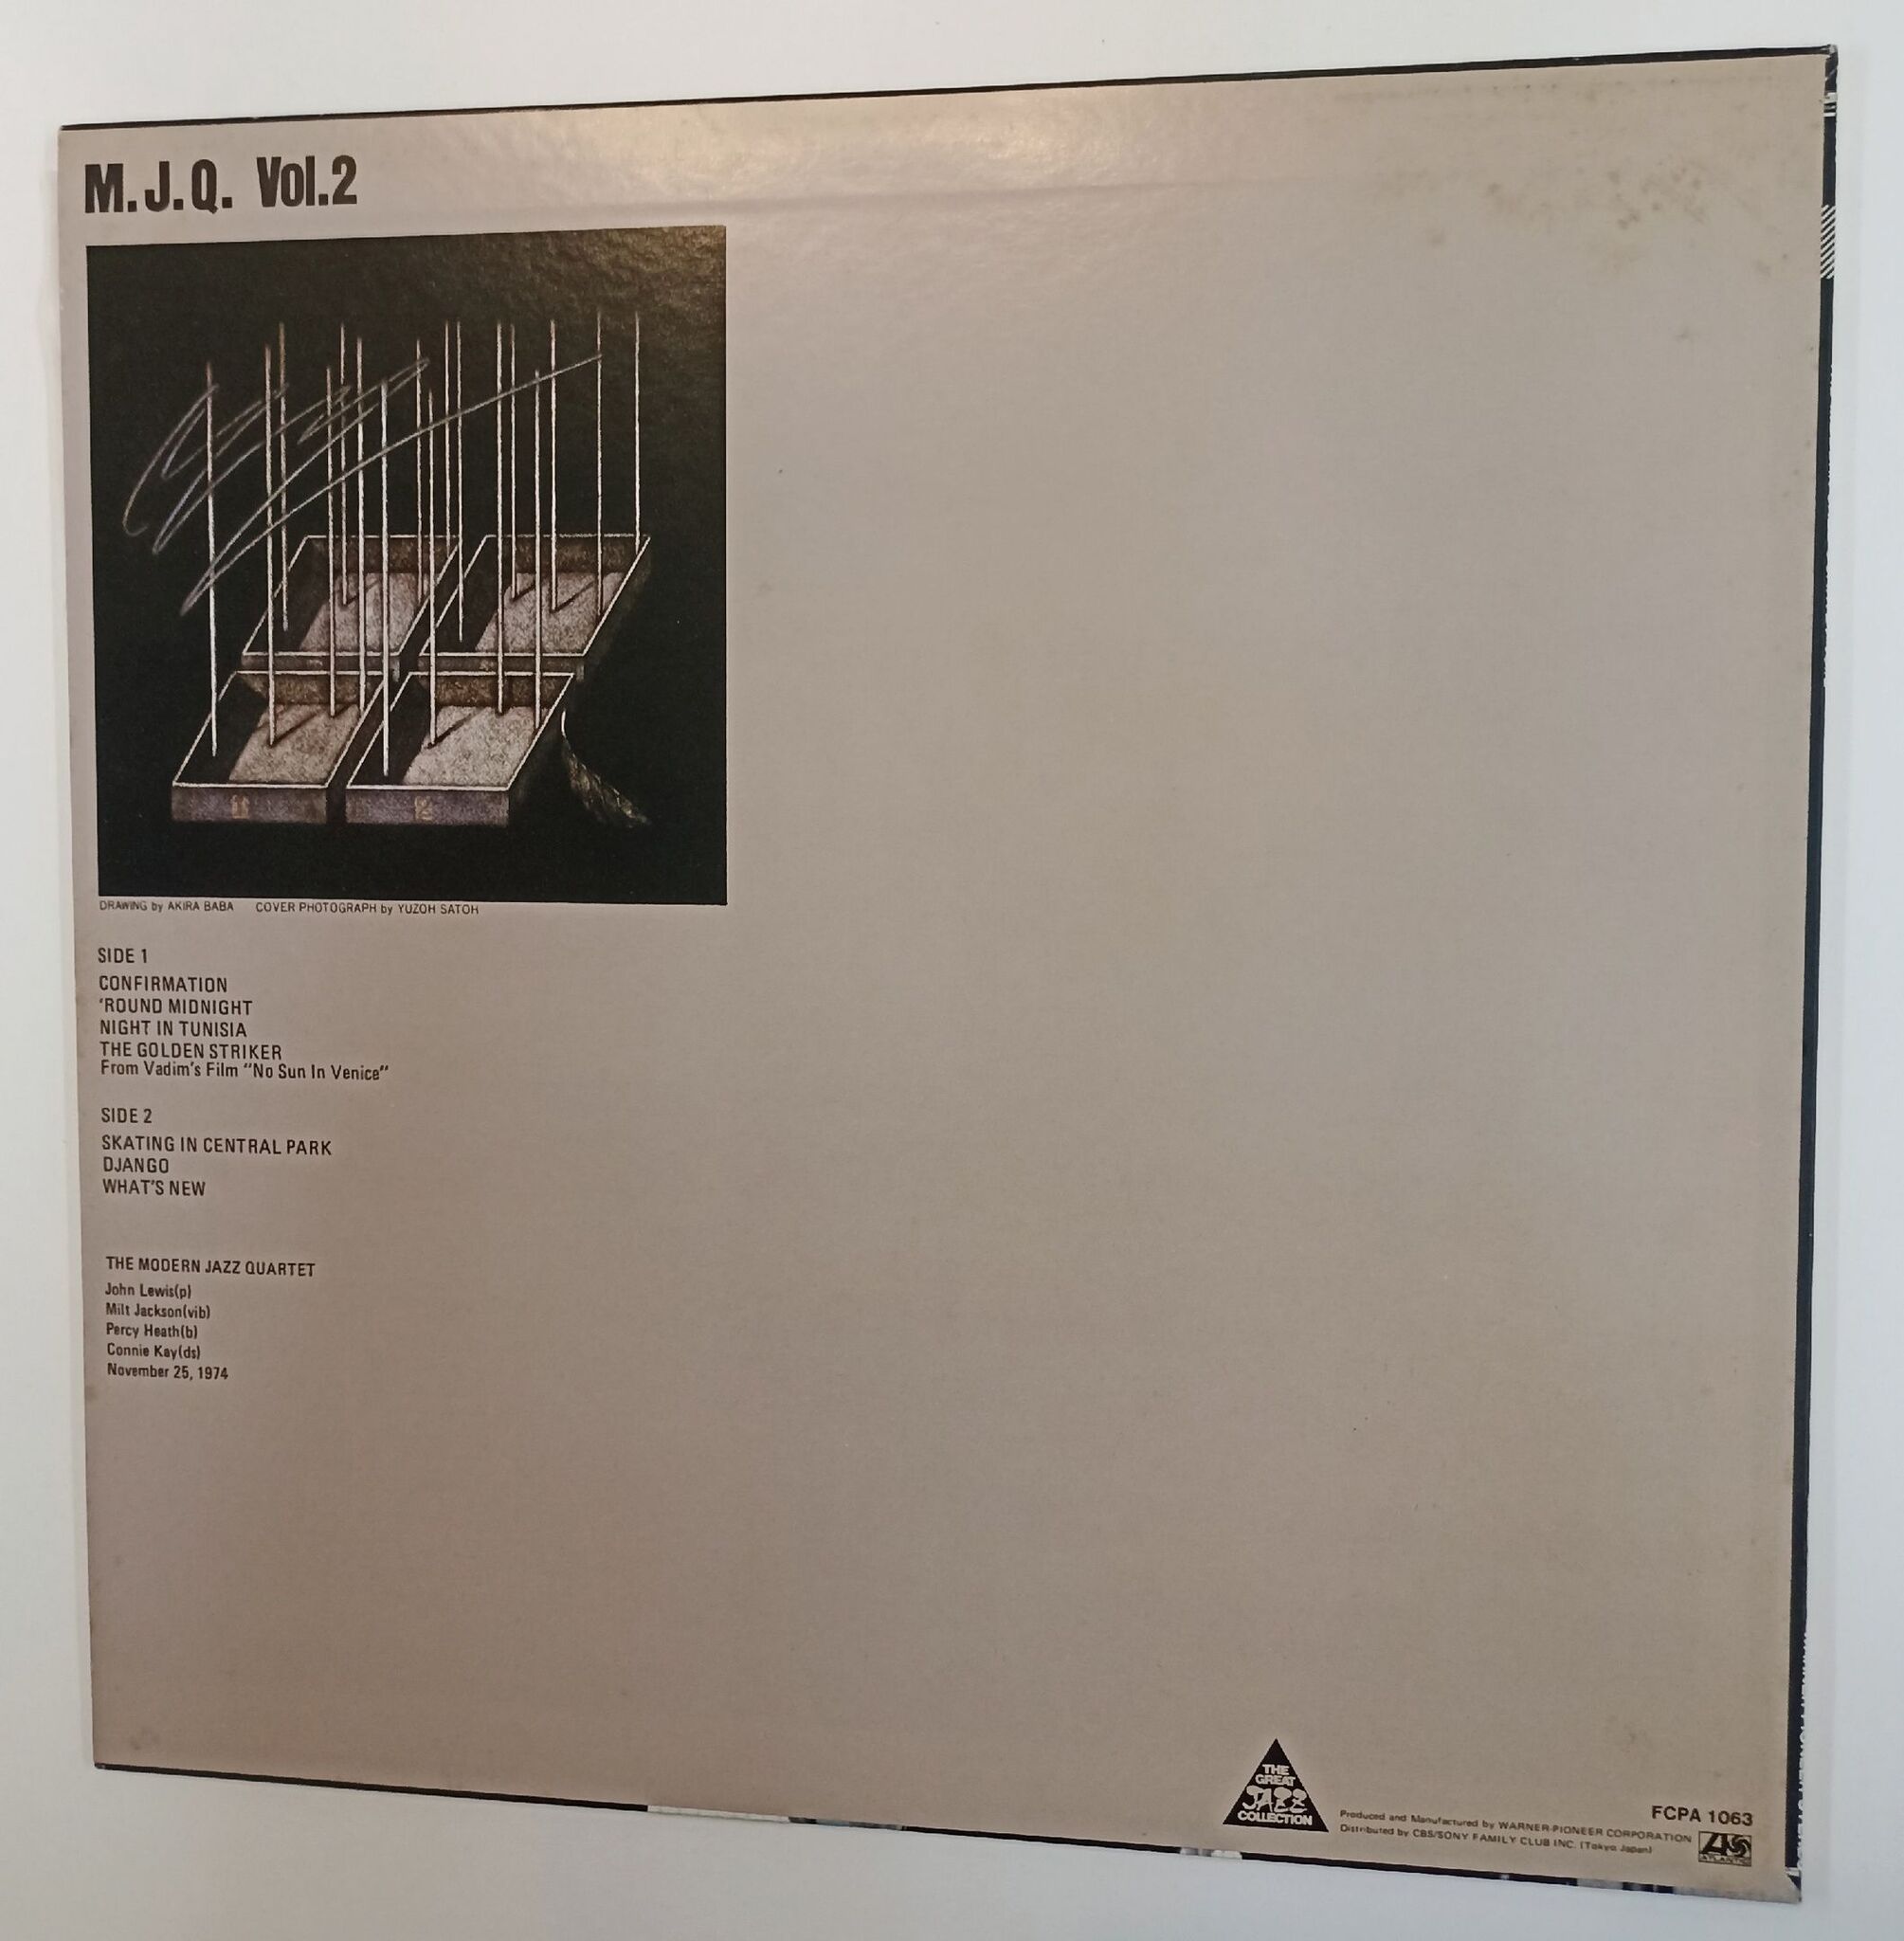 M.J.Q. Vol.2
DRAWING by AKIRA BABA COVER PHOTOGRAPH by YUZOH SATOH
SIDE 1
CONFIRMATION
'ROUND MIDNIGHT
NIGHT IN TUNISIA
THE GOLDEN STRIKER
From Vadim's Film "No Sun In Venice"
SIDE 2
SKATING IN CENTRAL PARK
DJANGO
WHAT'S NEW
THE MODERN JAZZ QUARTET
John Lewis(p)
Milt Jackson(vib)
Percy Heath(b)
Connie Kay(ds)
November 25, 1974
THE
GREAT
JAZZ
COLLECTION
FCPA 1063
Produced and Manufactured by WARNER-PIONEER CORPORATION
Distributed by CBS/SONY FAMILY CLUB INC. (Tokyo Japan)
ATLANTIC